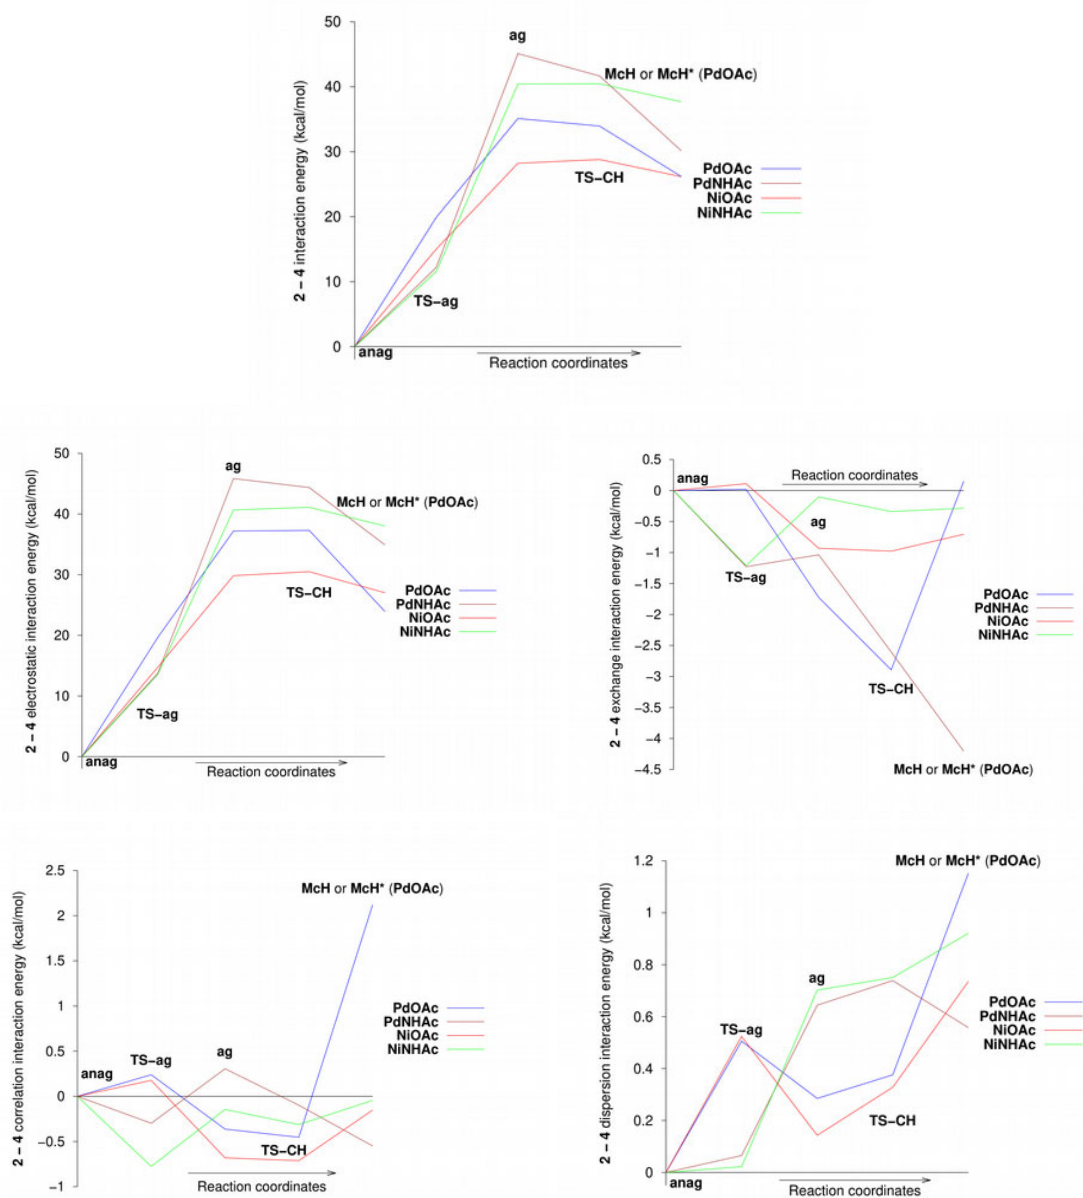 50
ag
McH or McH* (PdOAc)
40
30
PdOAc
TS−CH
PdNHAc
NiOAc
20
NiNHAc
10
TS−ag
0
anag
Reaction coordinates
2 − 4 interaction energy (kcal/mol)
50
ag
McH or McH* (PdOAc)
40
30
TS−CH
PdOAc
PdNHAc
NiOAc
20
NiNHAc
10
TS−ag
0
anag
Reaction coordinates
2 − 4 electrostatic interaction energy (kcal/mol)
0.5
Reaction coordinates
anag
0
−0.5
ag
−1
TS−ag
−1.5
PdOAc
PdNHAc
−2
NiOAc
NiNHAc
−2.5
−3
TS−CH
−3.5
−4
McH or McH* (PdOAc)
−4.5
2 − 4 exchange interaction energy (kcal/mol)
2.5
McH or McH* (PdOAc)
2
1.5
1
PdOAc
PdNHAc
NiOAc
0.5
NiNHAc
ag
TS−ag
anag
0
−0.5
TS−CH
−1
Reaction coordinates
2 − 4 correlation interaction energy (kcal/mol)
1.2
McH or McH* (PdOAc)
1
0.8
ag
PdOAc
0.6
PdNHAc
TS−ag
NiOAc
NiNHAc
0.4
0.2
TS−CH
0
anag
Reaction coordinates
2 − 4 dispersion interaction energy (kcal/mol)